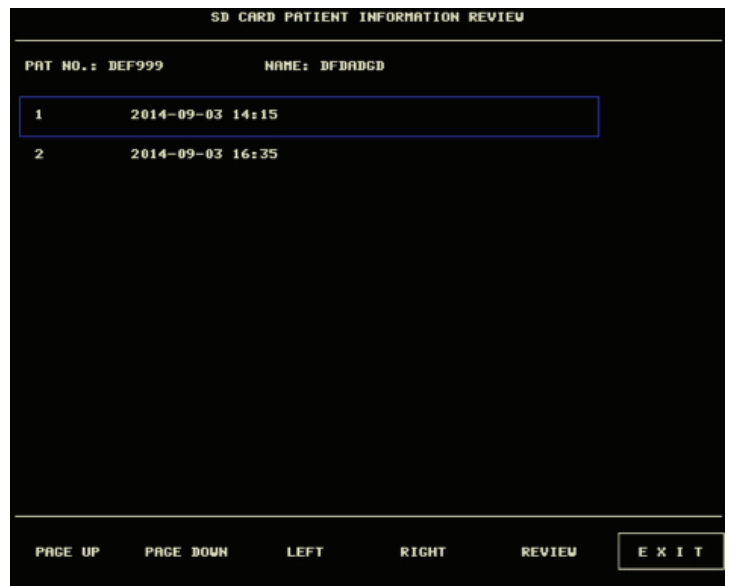 SD CARD PATIENT INFORMATION REVIEW
PAT NO.: DEF999 NAME: DFDADGD
1 2014-09-03 14:15
2 2014-09-03 16:35
PAGE UP PAGE DOWN LEFT RIGHT REVIEW E X I T